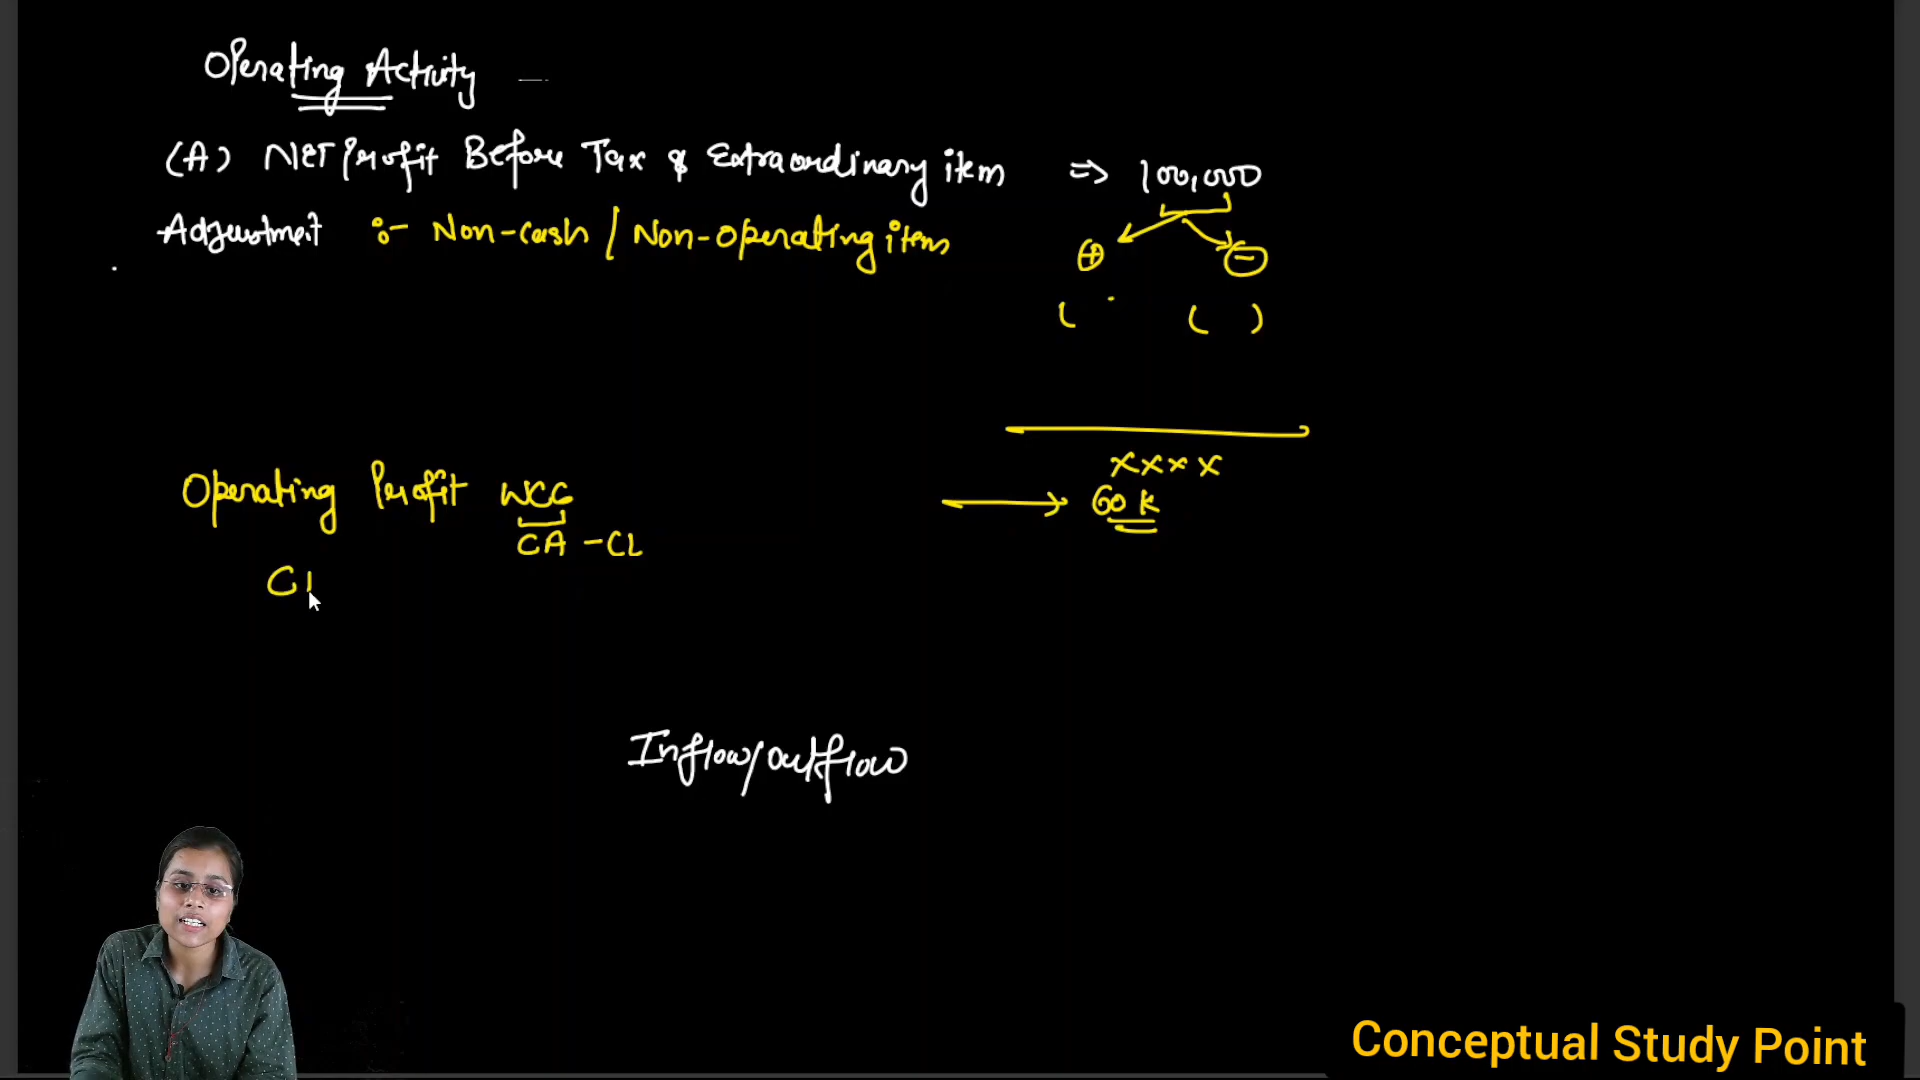 Operating Activity —
(A) Net Profit Before Tax & Extraordinary item ⇒ 100,000
Adjustment :- Non-cash / Non-operating items ⊕ ⊖
( ( )
xxxx
Operating Profit WCC → 60 K
CA - CL
Cl
Inflow/outflow
Conceptual Study Point